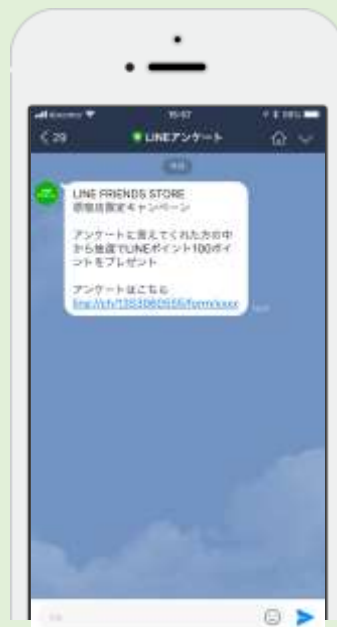 15:57
29
LINEアンケート
LINE FRIENDS STORE
原宿店限定キャンペーン
アンケートに答えてくれた方の中
から抽選でLINEポイント100ポイ
ントをプレゼント
アンケートはこちら